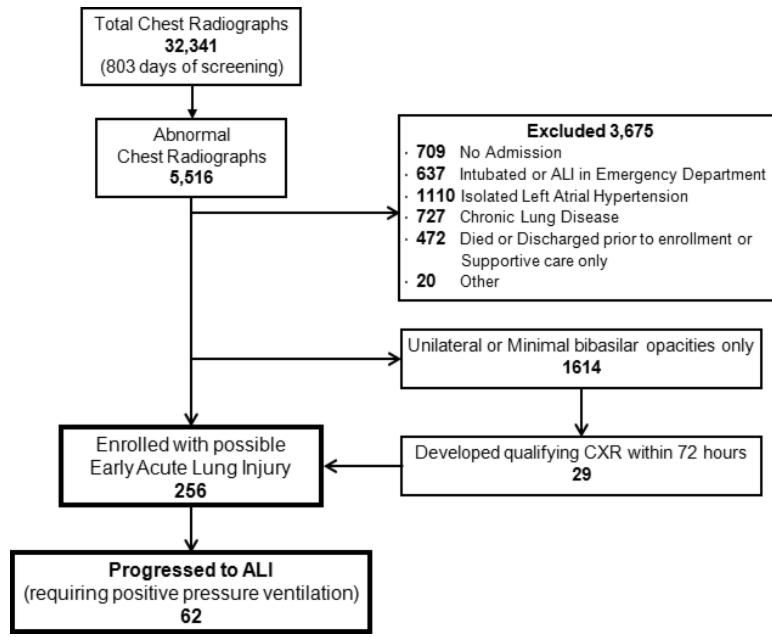 Total Chest Radiographs
32,341
(803 days of screening)
Abnormal
Chest Radiographs
5,516
Excluded 3,675
· 709 No Admission
· 637 Intubated or ALI in Emergency Department
· 1110 Isolated Left Atrial Hypertension
· 727 Chronic Lung Disease
· 472 Died or Discharged prior to enrollment or
Supportive care only
· 20 Other
Unilateral or Minimal bibasilar opacities only
1614
Developed qualifying CXR within 72 hours
29
Enrolled with possible
Early Acute Lung Injury
256
Progressed to ALI
(requiring positive pressure ventilation)
62